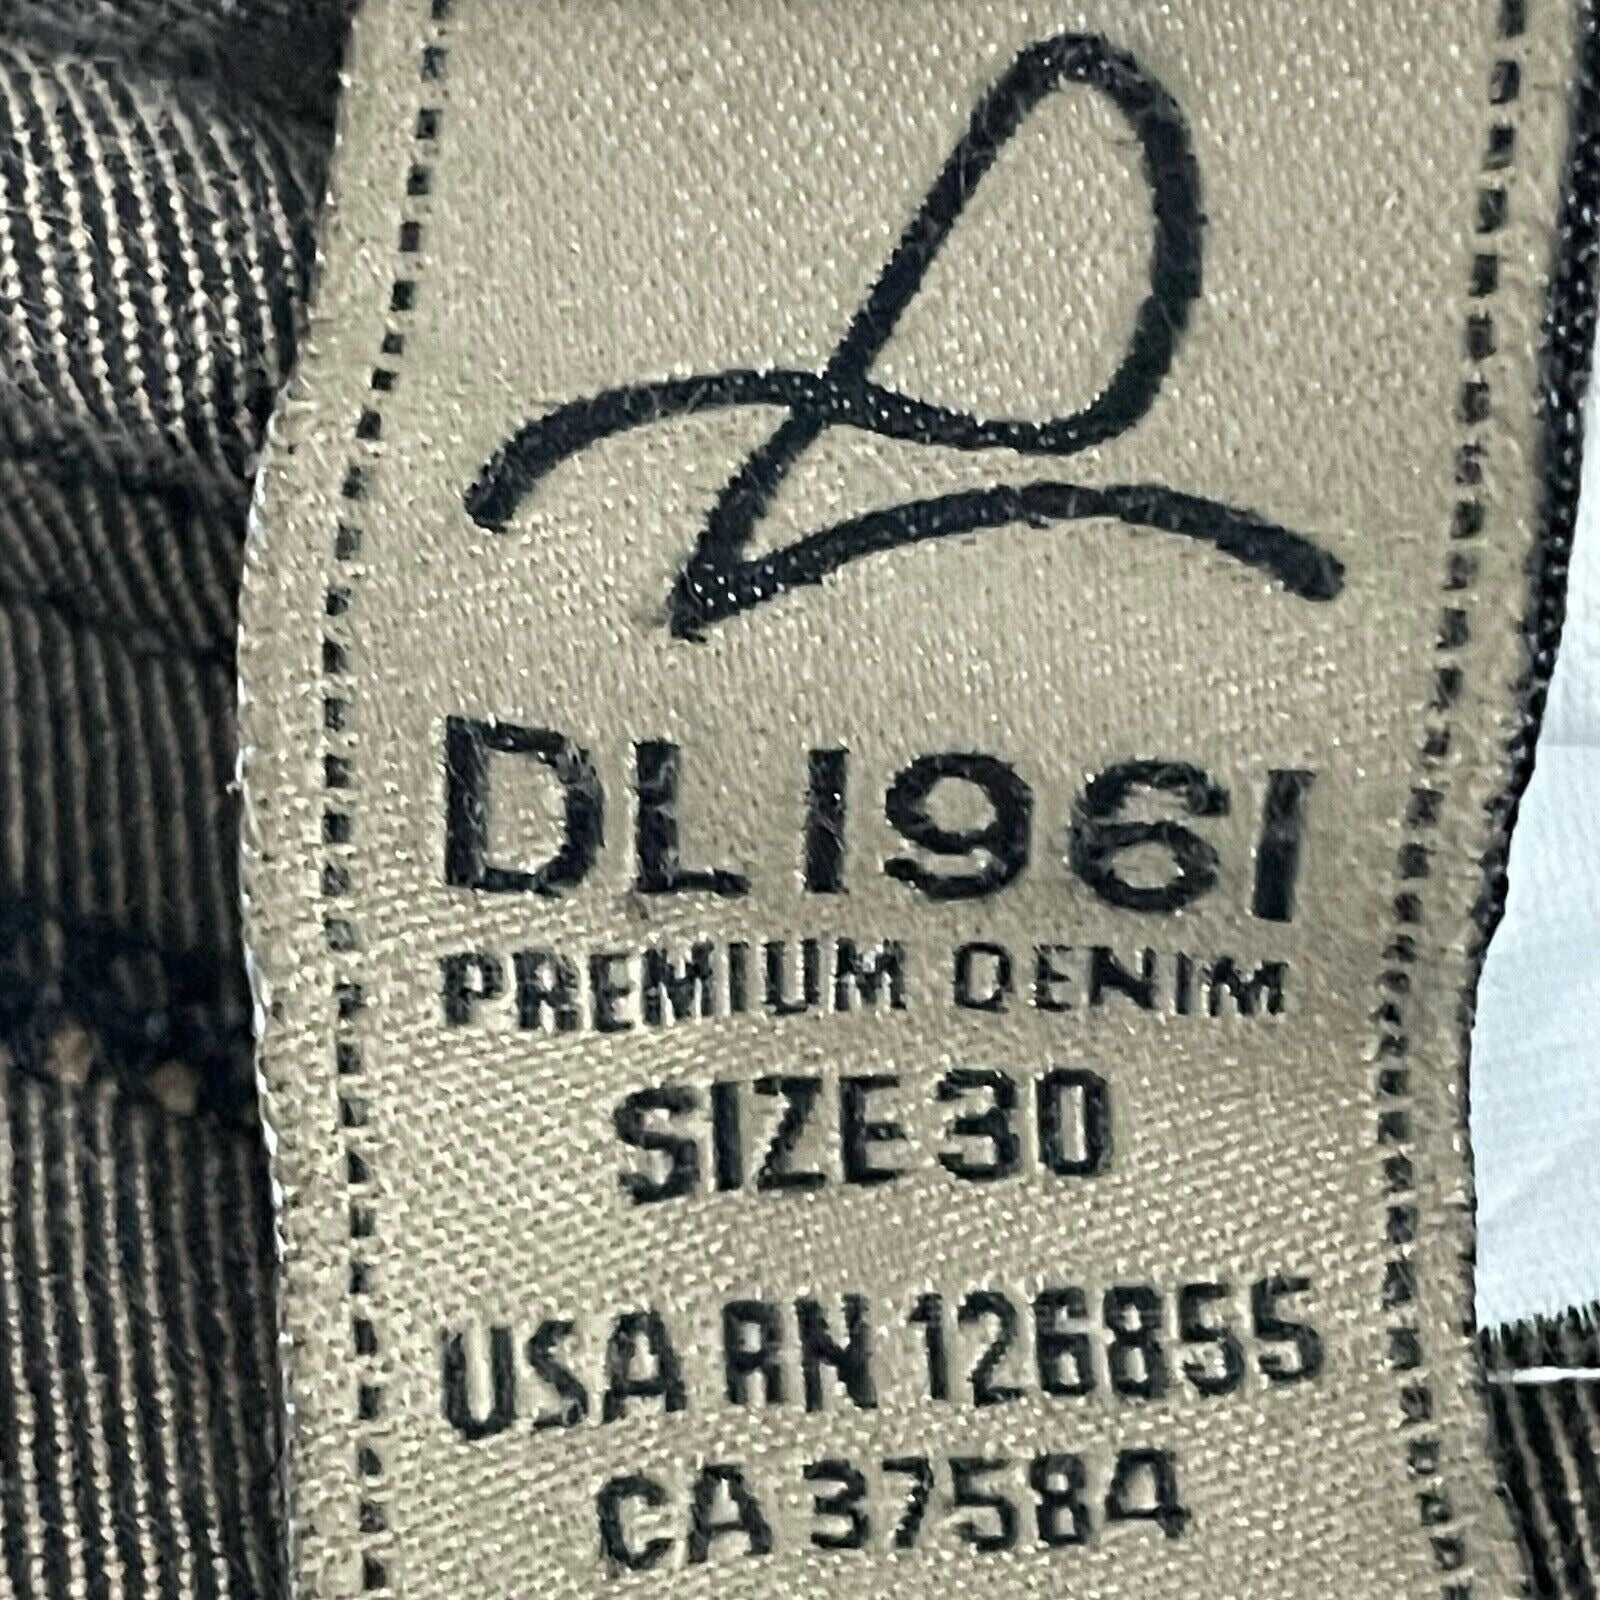 DL1961
PREMIUM DENIM
SIZE 30
USA RN 126855
CA 37584